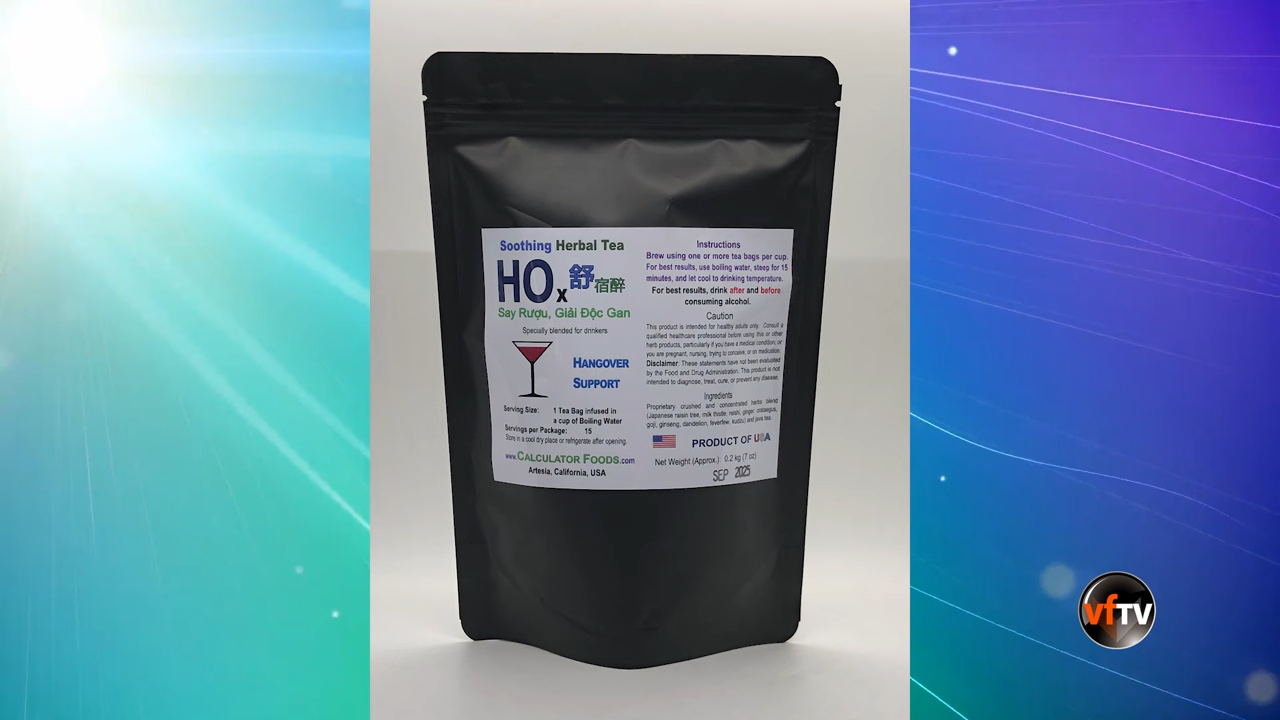 Soothing Herbal Tea
HOx 舒宿醉
Say Rượu, Giải Độc Gan
Specially blended for drinkers
HANGOVER
SUPPORT
Serving Size: 1 Tea Bag infused in
a cup of Boiling Water
Servings per Package: 15
Store in a cool dry place or refrigerate after opening.
www.CALCULATOR FOODS.com
Artesia, California, USA
Instructions
Brew using one or more tea bags per cup.
For best results, use boiling water, steep for 15
minutes, and let cool to drinking temperature.
For best results, drink after and before
consuming alcohol.
Caution
This product is intended for healthy adults only. Consult a
qualified healthcare professional before using this or other
herb products, particularly if you have a medical condition; or
you are pregnant, nursing, trying to conceive, or on medication.
Disclaimer: These statements have not been evaluated
by the Food and Drug Administration. This product is not
intended to diagnose, treat, cure, or prevent any disease.
Ingredients
Proprietary crushed and concentrated herbs blend
(Japanese raisin tree, milk thistle, reishi, ginger, crataegus,
goji, ginseng, dandelion, feverfew, kudzu) and java tea.
PRODUCT OF USA
Net Weight (Approx.): 0.2 kg (7 oz)
SEP 2025
vfTV